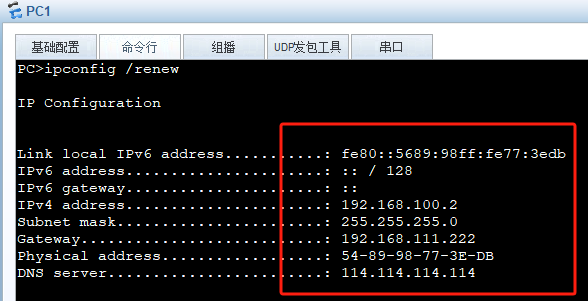 PC1
基础配置 命令行 组播 UDP发包工具 串口
PC>ipconfig /renew
IP Configuration
Link local IPv6 address...........: fe80::5689:98ff:fe77:3edb
IPv6 address......................: :: / 128
IPv6 gateway......................: ::
IPv4 address......................: 192.168.100.2
Subnet mask.......................: 255.255.255.0
Gateway...........................: 192.168.111.222
Physical address..................: 54-89-98-77-3E-DB
DNS server........................: 114.114.114.114